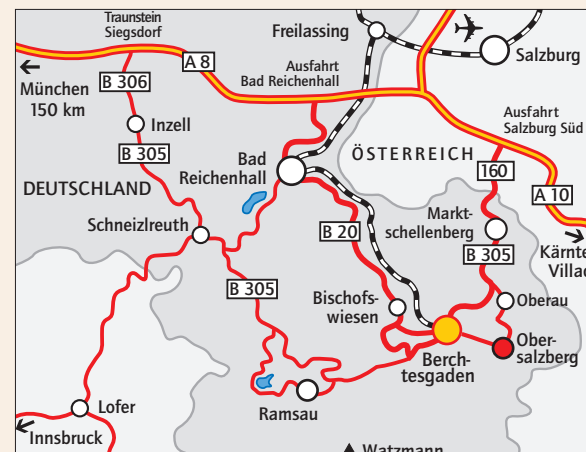 Traunstein
Siegsdorf
Freilassing
Salzburg
A 8
Ausfahrt
Bad Reichenhall
München
150 km
B 306
Inzell
B 305
Ausfahrt
Salzburg Süd
Bad
Reichenhall
ÖSTERREICH
160
DEUTSCHLAND
A 10
Schneizlreuth
B 20
Markt-
schellenberg
B 305
Kärnte
Villac
B 305
Bischofs-
wiesen
Oberau
Ober-
salzberg
Berch-
tesgaden
Lofer
Ramsau
Innsbruck
Watzmann